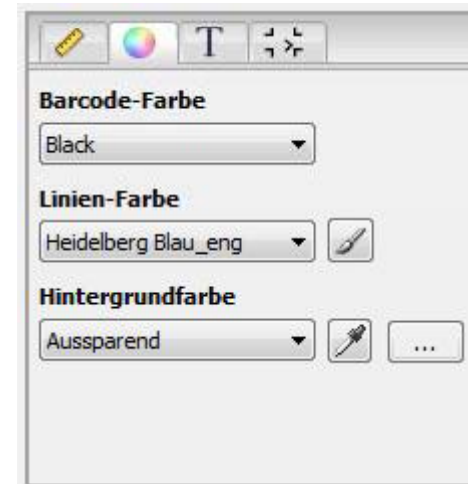 T
Barcode-Farbe
Black
Linien-Farbe
Heidelberg Blau_eng
Hintergrundfarbe
Aussparend
...